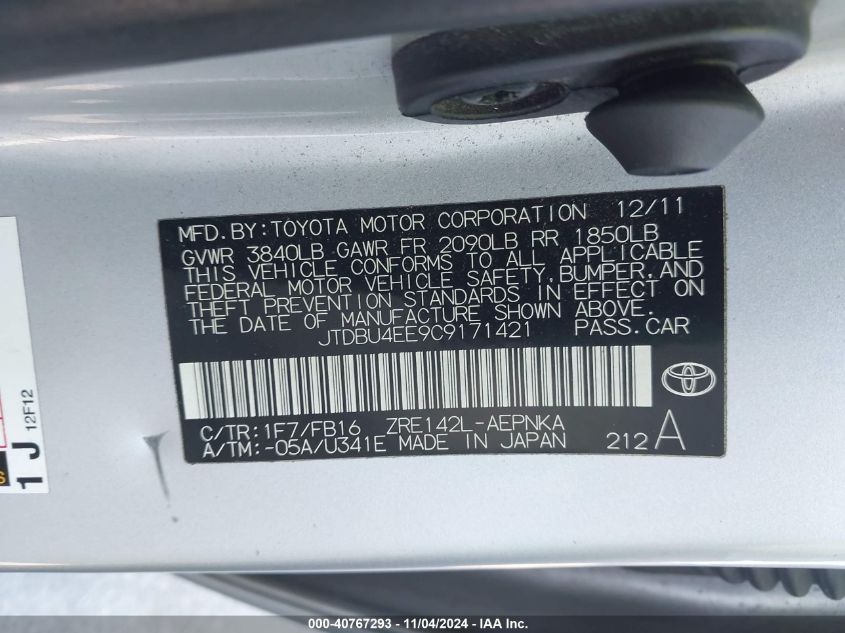 MFD. BY: TOYOTA MOTOR CORPORATION 12/11
GVWR 3840LB GAWR FR 2090LB RR 1850LB
THIS VEHICLE CONFORMS TO ALL APPLICABLE
FEDERAL MOTOR VEHICLE SAFETY, BUMPER, AND
THEFT PREVENTION STANDARDS IN EFFECT ON
THE DATE OF MANUFACTURE SHOWN ABOVE.
JTDBU4EE9C9171421 PASS.CAR
C/TR: 1F7/FB16 ZRE142L-AEPNKA
A/TM: -05A/U341E MADE IN JAPAN 212 A
1J 12F12
S
000-40767293 - 11/04/2024 - IAA Inc.